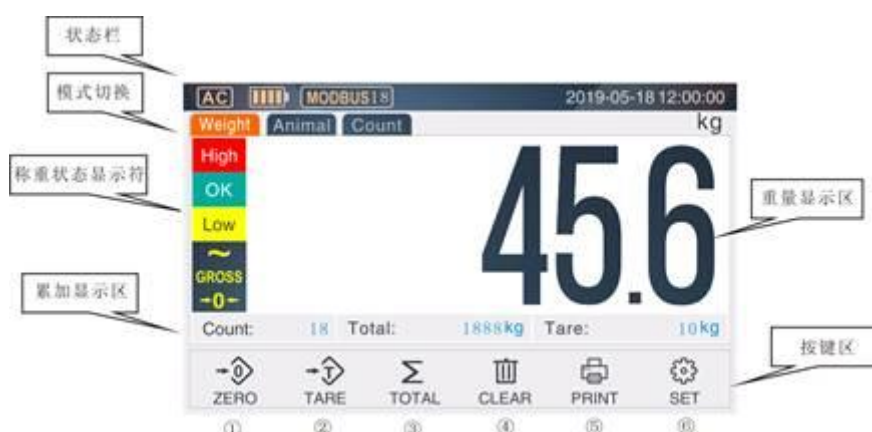 状态栏
模式切换
称重状态显示符
累加显示区
重量显示区
按键区
AC MODBUS18 2019-05-18 12:00:00
Weight Animal Count kg
High
OK
Low
~
GROSS
→0←
45.6
Count: 18 Total: 1888kg Tare: 10kg
→0 →T Σ
ZERO TARE TOTAL CLEAR PRINT SET
① ② ③ ④ ⑤ ⑥